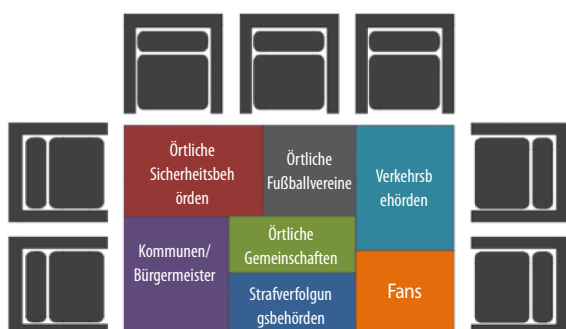 Örtliche
Sicherheitsbeh
örden
Örtliche
Fußballvereine
Verkehrsb
ehörden
Kommunen/
Bürgermeister
Örtliche
Gemeinschaften
Strafverfolgun
gsbehörden
Fans